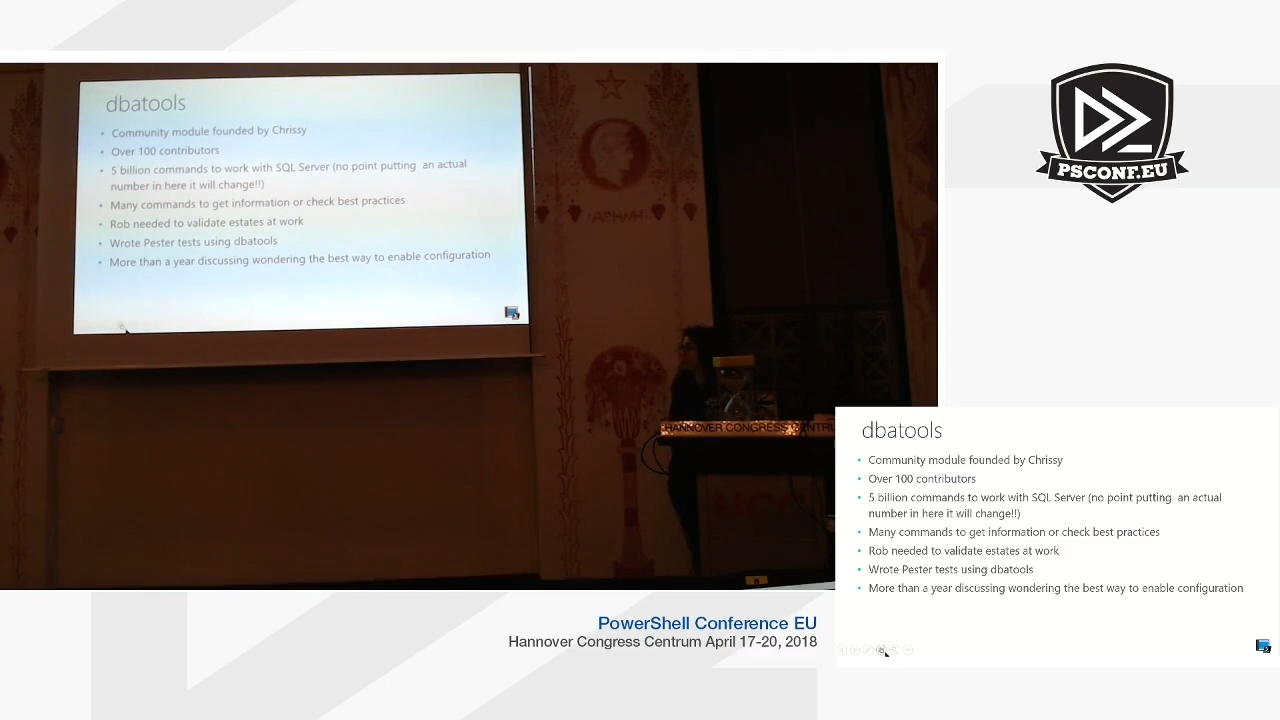 dbatools
Community module founded by Chrissy
Over 100 contributors
5 billion commands to work with SQL Server (no point putting an actual
number in here it will change!!)
Many commands to get information or check best practices
Rob needed to validate estates at work
Wrote Pester tests using dbatools
More than a year discussing wondering the best way to enable configuration
PSCONF.EU
HANNOVER CONGRESS CENTRU
dbatools
Community module founded by Chrissy
Over 100 contributors
5 billion commands to work with SQL Server (no point putting an actual
number in here it will change!!)
Many commands to get information or check best practices
Rob needed to validate estates at work
Wrote Pester tests using dbatools
More than a year discussing wondering the best way to enable configuration
PowerShell Conference EU
Hannover Congress Centrum April 17-20, 2018